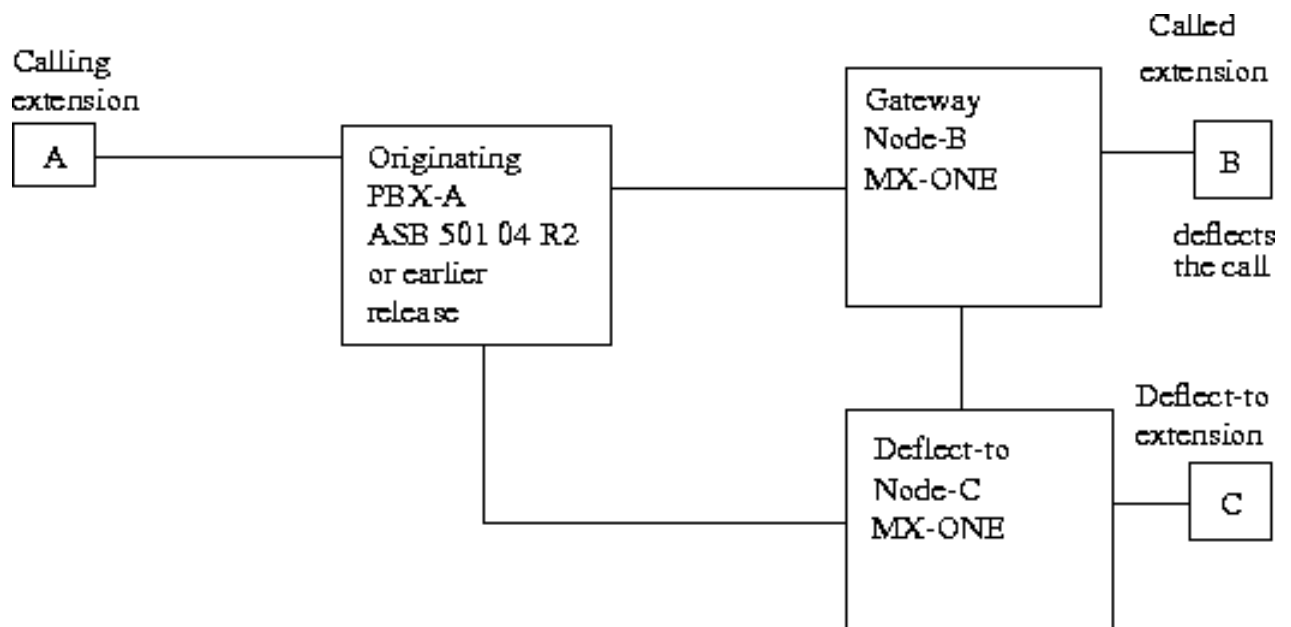 Calling
extension
A
Originating
PBX-A
ASB 501 04 R2
or earlier
release
Gateway
Node-B
MX-ONE
Called
extension
B
deflects
the call
Deflect-to
Node-C
MX-ONE
Deflect-to
extension
C